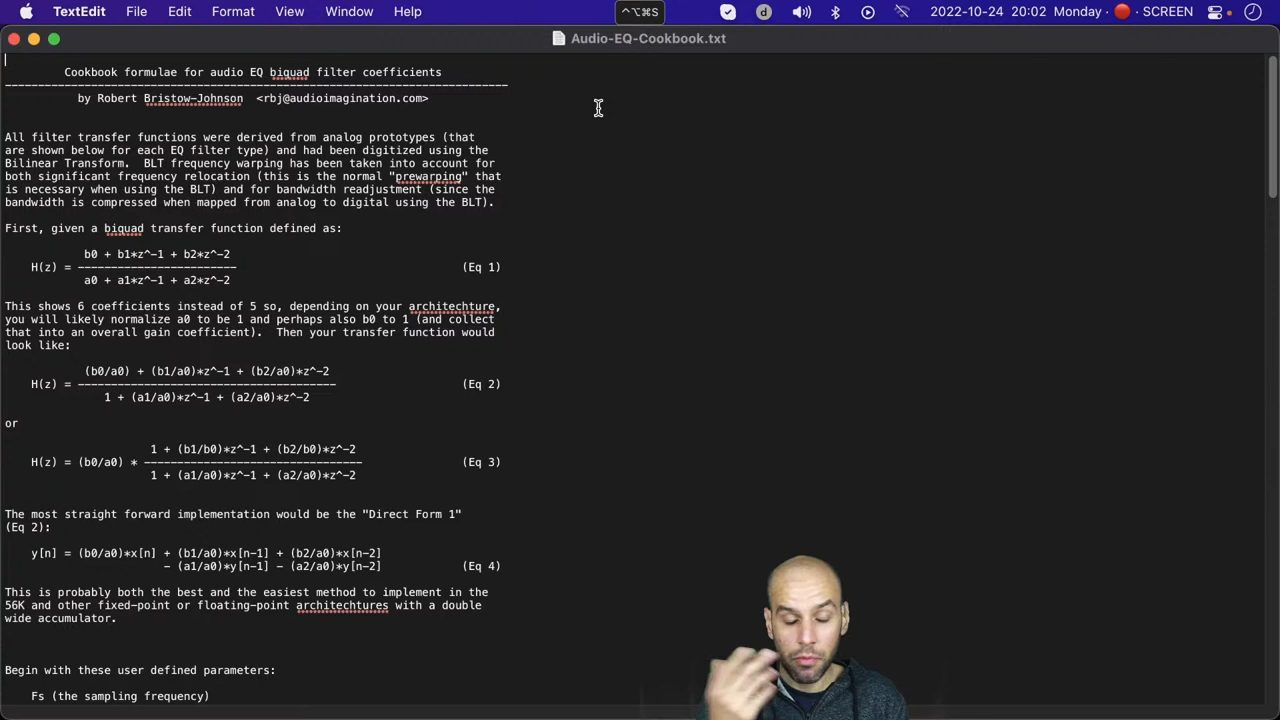 TextEdit File Edit Format View Window Help ^⌥⌘S d 2022-10-24 20:02 Monday - 🔴 - SCREEN
Audio-EQ-Cookbook.txt
Cookbook formulae for audio EQ biquad filter coefficients
----------------------------------------------------------------------------
by Robert Bristow-Johnson <rbj@audioimagination.com>
All filter transfer functions were derived from analog prototypes (that
are shown below for each EQ filter type) and had been digitized using the
Bilinear Transform. BLT frequency warping has been taken into account for
both significant frequency relocation (this is the normal "prewarping" that
is necessary when using the BLT) and for bandwidth readjustment (since the
bandwidth is compressed when mapped from analog to digital using the BLT).
First, given a biquad transfer function defined as:
b0 + b1*z^-1 + b2*z^-2
H(z) = ------------------------ (Eq 1)
a0 + a1*z^-1 + a2*z^-2
This shows 6 coefficients instead of 5 so, depending on your architechture,
you will likely normalize a0 to be 1 and perhaps also b0 to 1 (and collect
that into an overall gain coefficient). Then your transfer function would
look like:
(b0/a0) + (b1/a0)*z^-1 + (b2/a0)*z^-2
H(z) = --------------------------------------- (Eq 2)
1 + (a1/a0)*z^-1 + (a2/a0)*z^-2
or
1 + (b1/b0)*z^-1 + (b2/b0)*z^-2
H(z) = (b0/a0) * --------------------------------- (Eq 3)
1 + (a1/a0)*z^-1 + (a2/a0)*z^-2
The most straight forward implementation would be the "Direct Form 1"
(Eq 2):
y[n] = (b0/a0)*x[n] + (b1/a0)*x[n-1] + (b2/a0)*x[n-2]
- (a1/a0)*y[n-1] - (a2/a0)*y[n-2] (Eq 4)
This is probably both the best and the easiest method to implement in the
56K and other fixed-point or floating-point architechtures with a double
wide accumulator.
Begin with these user defined parameters:
Fs (the sampling frequency)